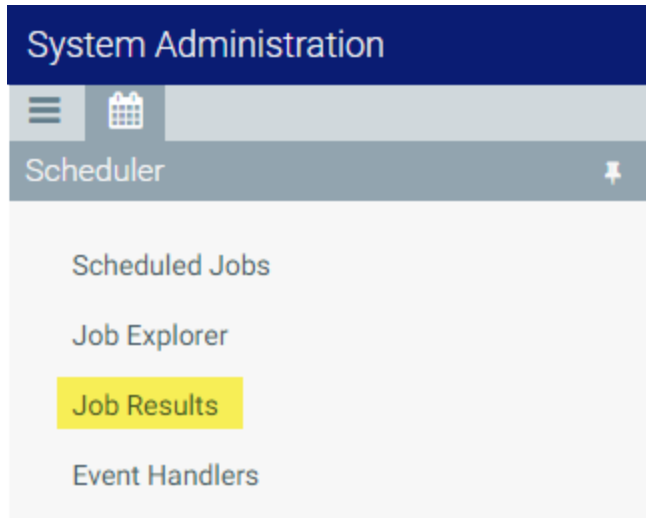 System Administration
Scheduler
Scheduled Jobs
Job Explorer
Job Results
Event Handlers